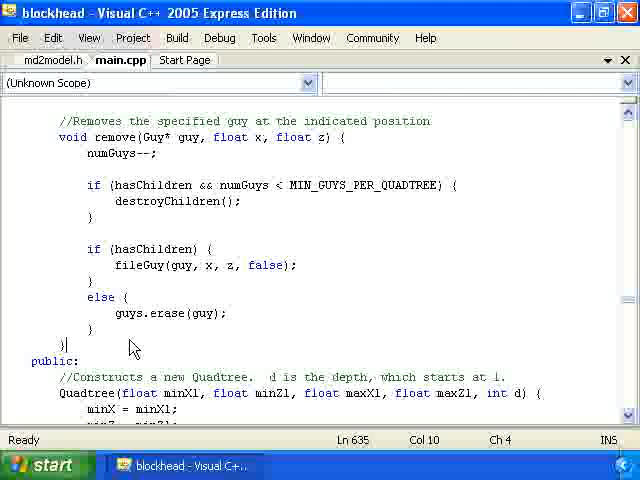 blockhead - Visual C++ 2005 Express Edition
File Edit View Project Build Debug Tools Window Community Help
md2model.h main.cpp Start Page
(Unknown Scope)
//Removes the specified guy at the indicated position
void remove(Guy* guy, float x, float z) {
numGuys--;
if (hasChildren && numGuys < MIN_GUYS_PER_QUADTREE) {
destroyChildren();
}
if (hasChildren) {
fileGuy(guy, x, z, false);
}
else {
guys.erase(guy);
}
}
public:
//Constructs a new Quadtree.  d is the depth, which starts at 1.
Quadtree(float minX1, float minZ1, float maxX1, float maxZ1, int d) {
minX = minX1;
Ready Ln 635 Col 10 Ch 4 INS
start blockhead - Visual C++...